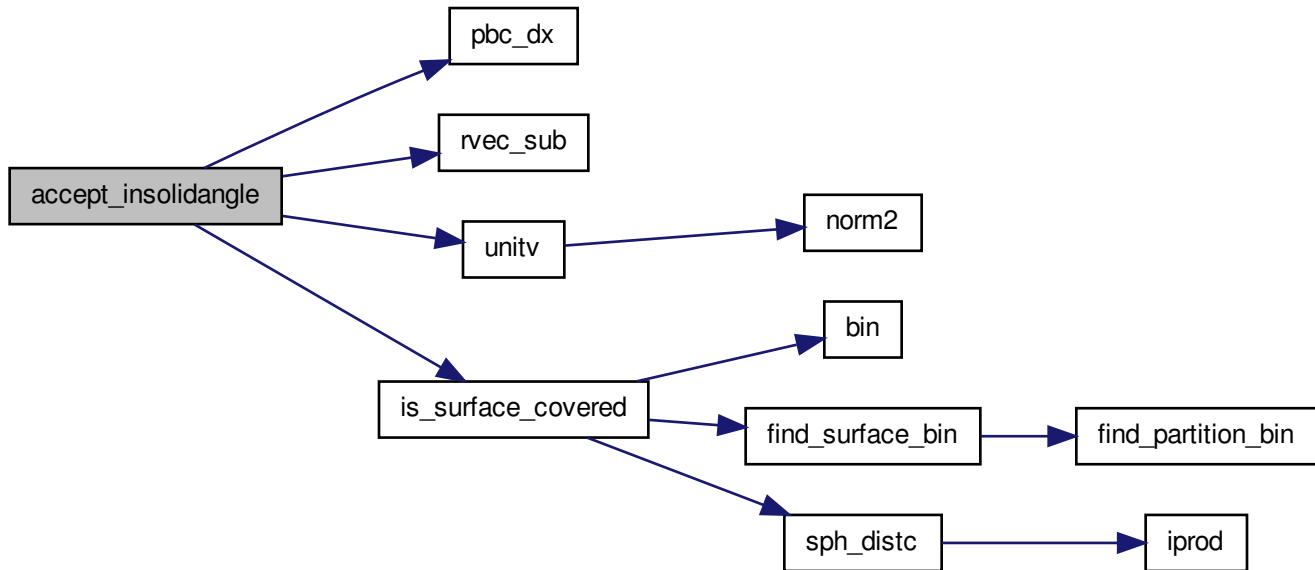 pbc_dx
rvec_sub
accept_insolidangle
norm2
unitv
bin
is_surface_covered
find_surface_bin
find_partition_bin
sph_distc
iprod